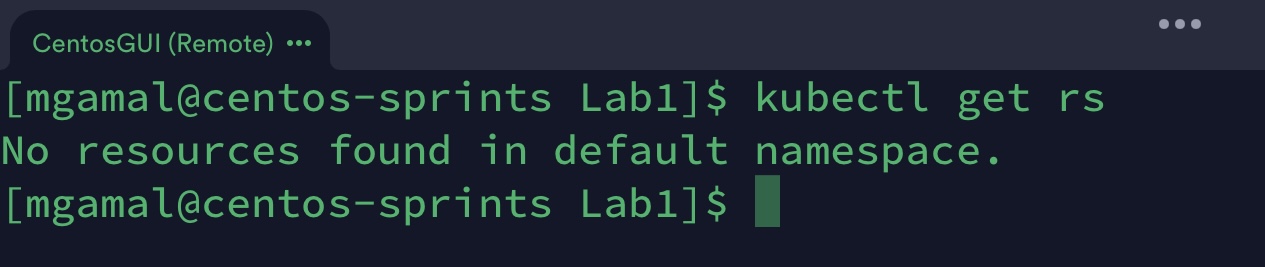 CentosGUI (Remote) •••
[mgamal@centos-sprints Lab1]$ kubectl get rs
No resources found in default namespace.
[mgamal@centos-sprints Lab1]$